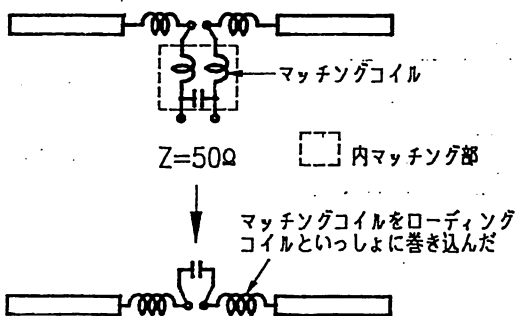 マッチングコイル
Z=50Ω
内マッチング部
マッチングコイルをローディング
コイルといっしょに巻き込んだ